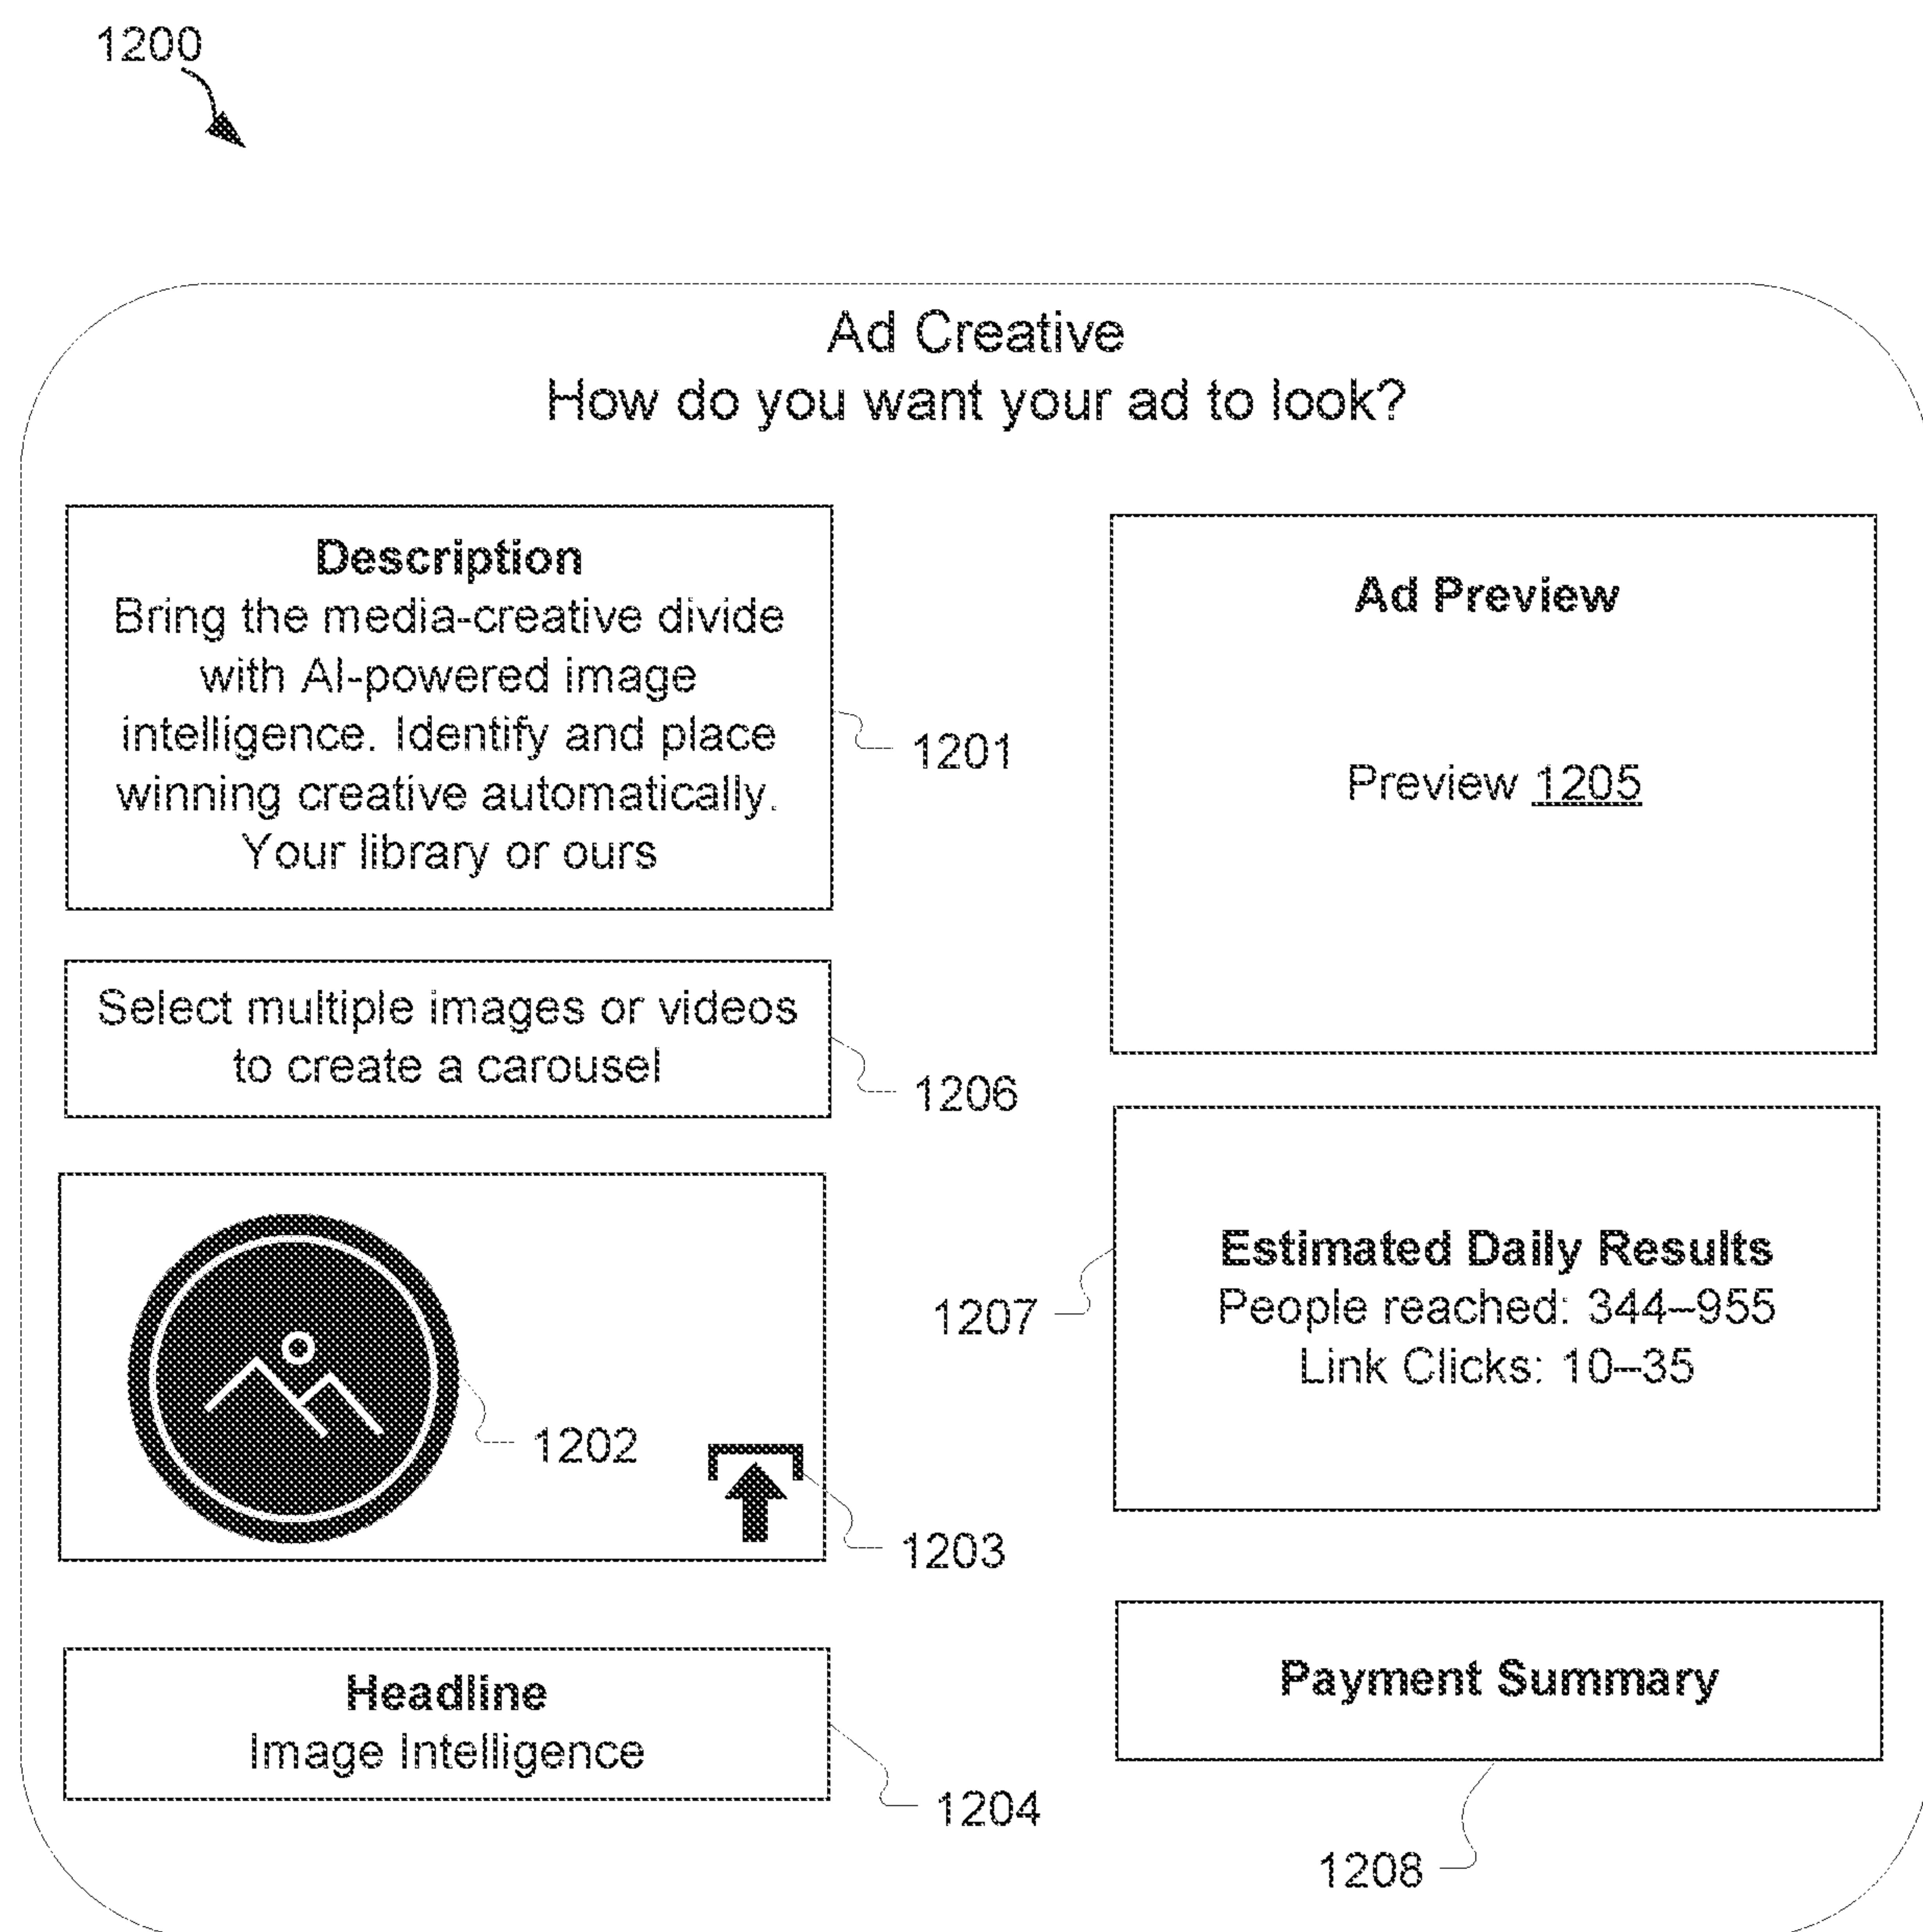 1200
Ad Creative
How do you want your ad to look?
Description
Bring the media-creative divide
with AI-powered image
intelligence. Identify and place
winning creative automatically.
Your library or ours
1201
Select multiple images or videos
to create a carousel
1206
1202
1203
Headline
Image Intelligence
1204
Ad Preview
Preview 1205
Estimated Daily Results
People reached: 344–955
Link Clicks: 10–35
1207
Payment Summary
1208